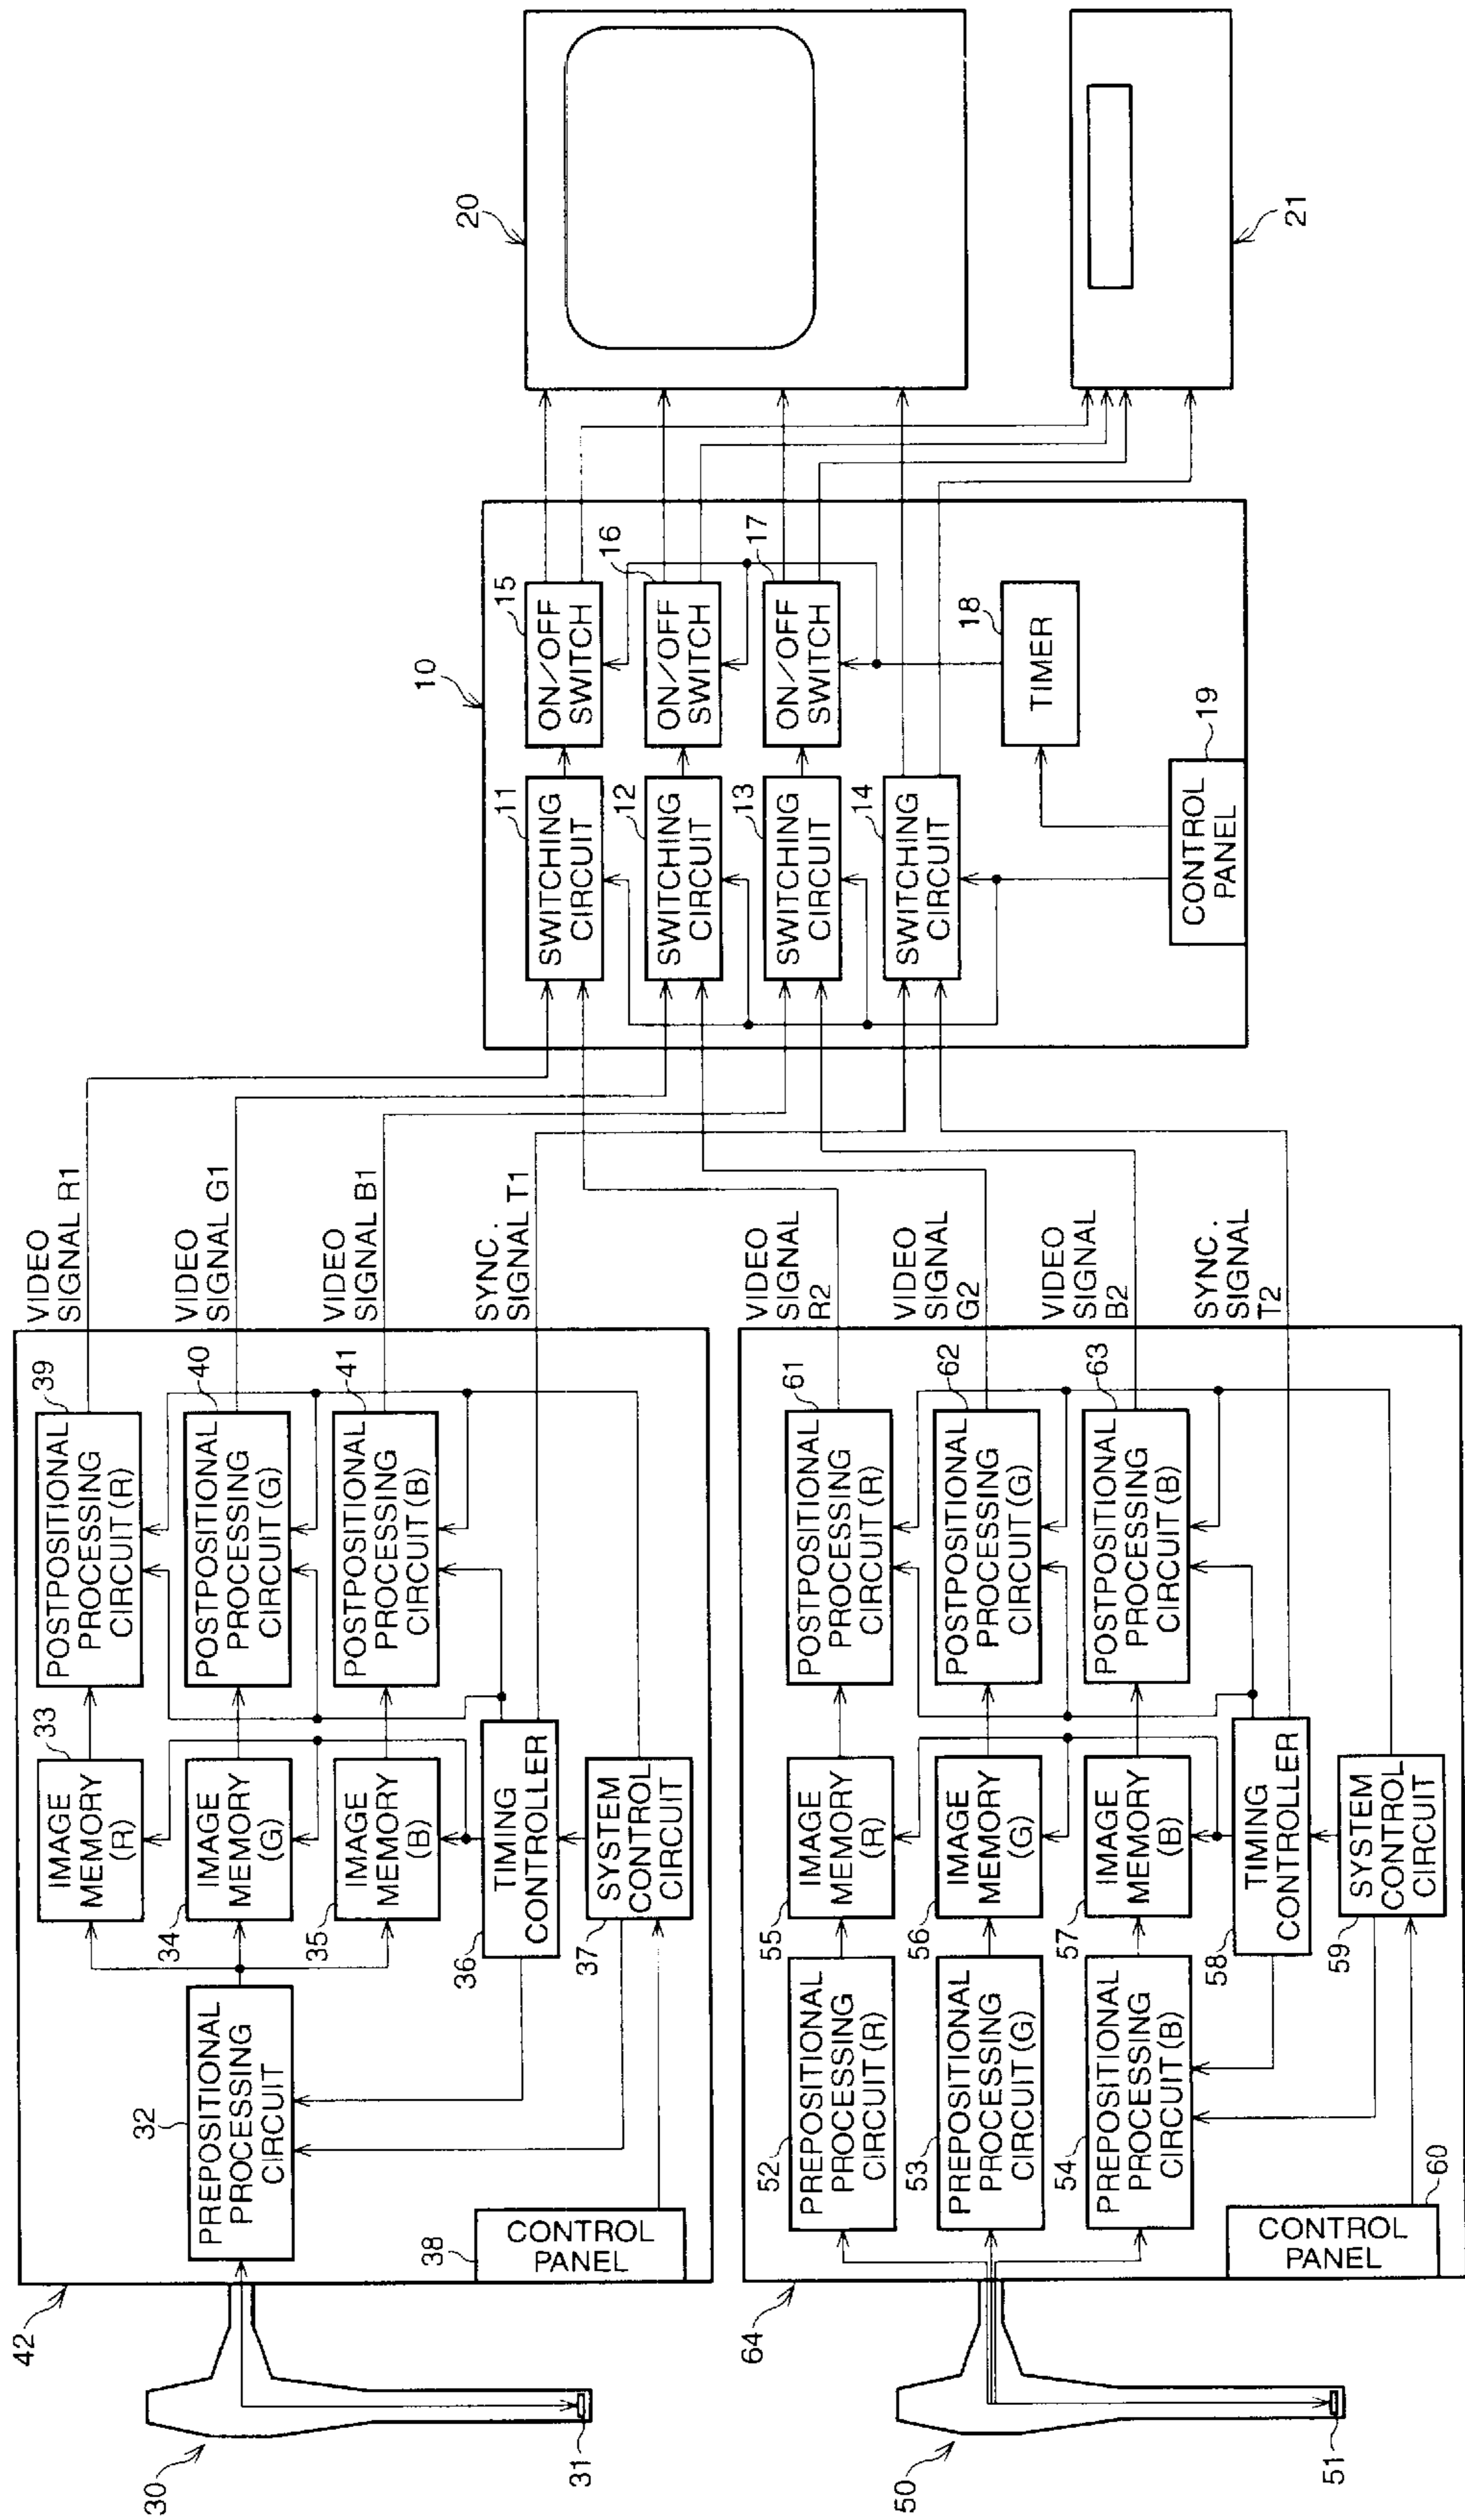 42
30
31
32
PREPOSITIONAL
PROCESSING
CIRCUIT
38
CONTROL
PANEL
33
IMAGE
MEMORY
(R)
34
IMAGE
MEMORY
(G)
35
IMAGE
MEMORY
(B)
36
TIMING
CONTROLLER
37
SYSTEM
CONTROL
CIRCUIT
39
POSTPOSITIONAL
PROCESSING
CIRCUIT(R)
40
POSTPOSITIONAL
PROCESSING
CIRCUIT(G)
41
POSTPOSITIONAL
PROCESSING
CIRCUIT(B)
VIDEO
SIGNAL R1
VIDEO
SIGNAL G1
VIDEO
SIGNAL B1
SYNC.
SIGNAL T1
64
50
51
52
PREPOSITIONAL
PROCESSING
CIRCUIT(R)
53
PREPOSITIONAL
PROCESSING
CIRCUIT(G)
54
PREPOSITIONAL
PROCESSING
CIRCUIT(B)
60
CONTROL
PANEL
55
IMAGE
MEMORY
(R)
56
IMAGE
MEMORY
(G)
57
IMAGE
MEMORY
(B)
58
TIMING
CONTROLLER
59
SYSTEM
CONTROL
CIRCUIT
61
POSTPOSITIONAL
PROCESSING
CIRCUIT(R)
62
POSTPOSITIONAL
PROCESSING
CIRCUIT(G)
63
POSTPOSITIONAL
PROCESSING
CIRCUIT(B)
VIDEO
SIGNAL
R2
VIDEO
SIGNAL
G2
VIDEO
SIGNAL
B2
SYNC.
SIGNAL
T2
10
11
SWITCHING
CIRCUIT
12
SWITCHING
CIRCUIT
13
SWITCHING
CIRCUIT
14
SWITCHING
CIRCUIT
15
ON/OFF
SWITCH
16
ON/OFF
SWITCH
17
ON/OFF
SWITCH
18
TIMER
19
CONTROL
PANEL
20
21